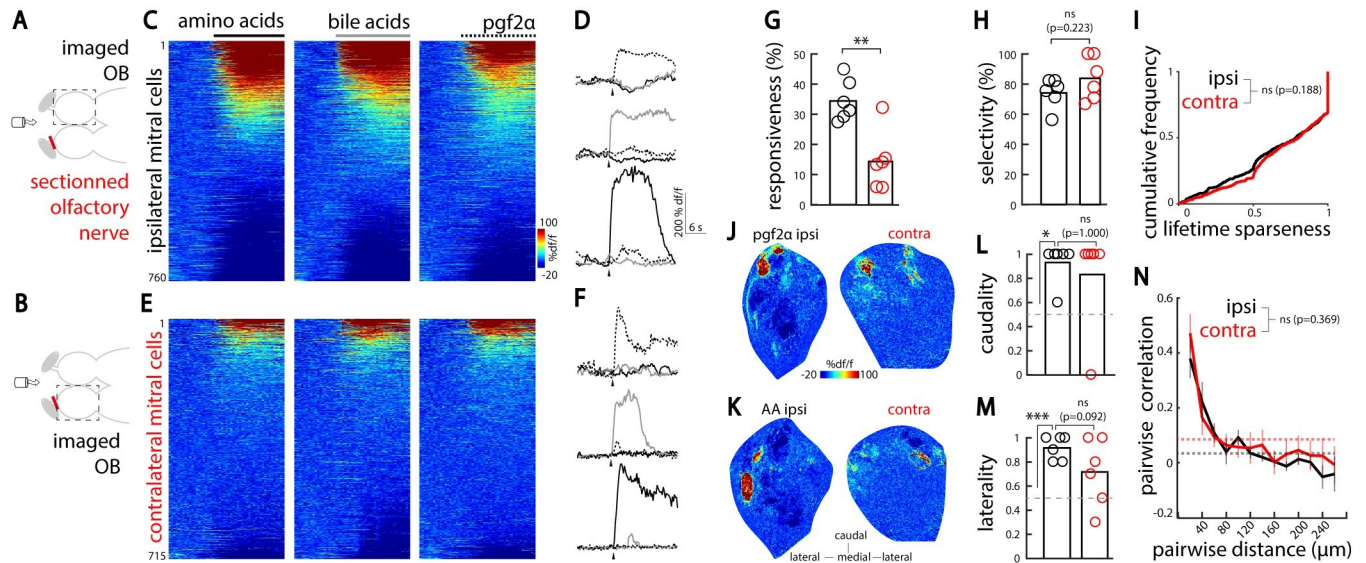 A
imaged
OB
sectionned
olfactory
nerve
B
imaged
OB
C
amino acids
bile acids
pgf2α
1
ipsilateral mitral cells
760
100
%df/f
-20
D
200 % df/f
6 s
E
1
contralateral mitral cells
715
F
G
responsiveness (%)
60
50
40
30
20
10
0
**
H
selectivity (%)
ns
(p=0.223)
100
80
60
40
20
0
I
cumulative frequency
1
ipsi
contra
ns (p=0.188)
0
0
0.5
1
lifetime sparseness
J
pgf2α ipsi
contra
%df/f
-20
100
K
AA ipsi
contra
caudal
lateral
medial
lateral
L
caudality
ns
(p=1.000)
*
1
0.8
0.6
0.4
0.2
0
M
laterality
ns
(p=0.092)
***
1
0.8
0.6
0.4
0.2
0
N
pairwise correlation
0.6
0.4
0.2
0
-0.2
ipsi
contra
ns (p=0.369)
40
80
120
160
200
240
pairwise distance (µm)